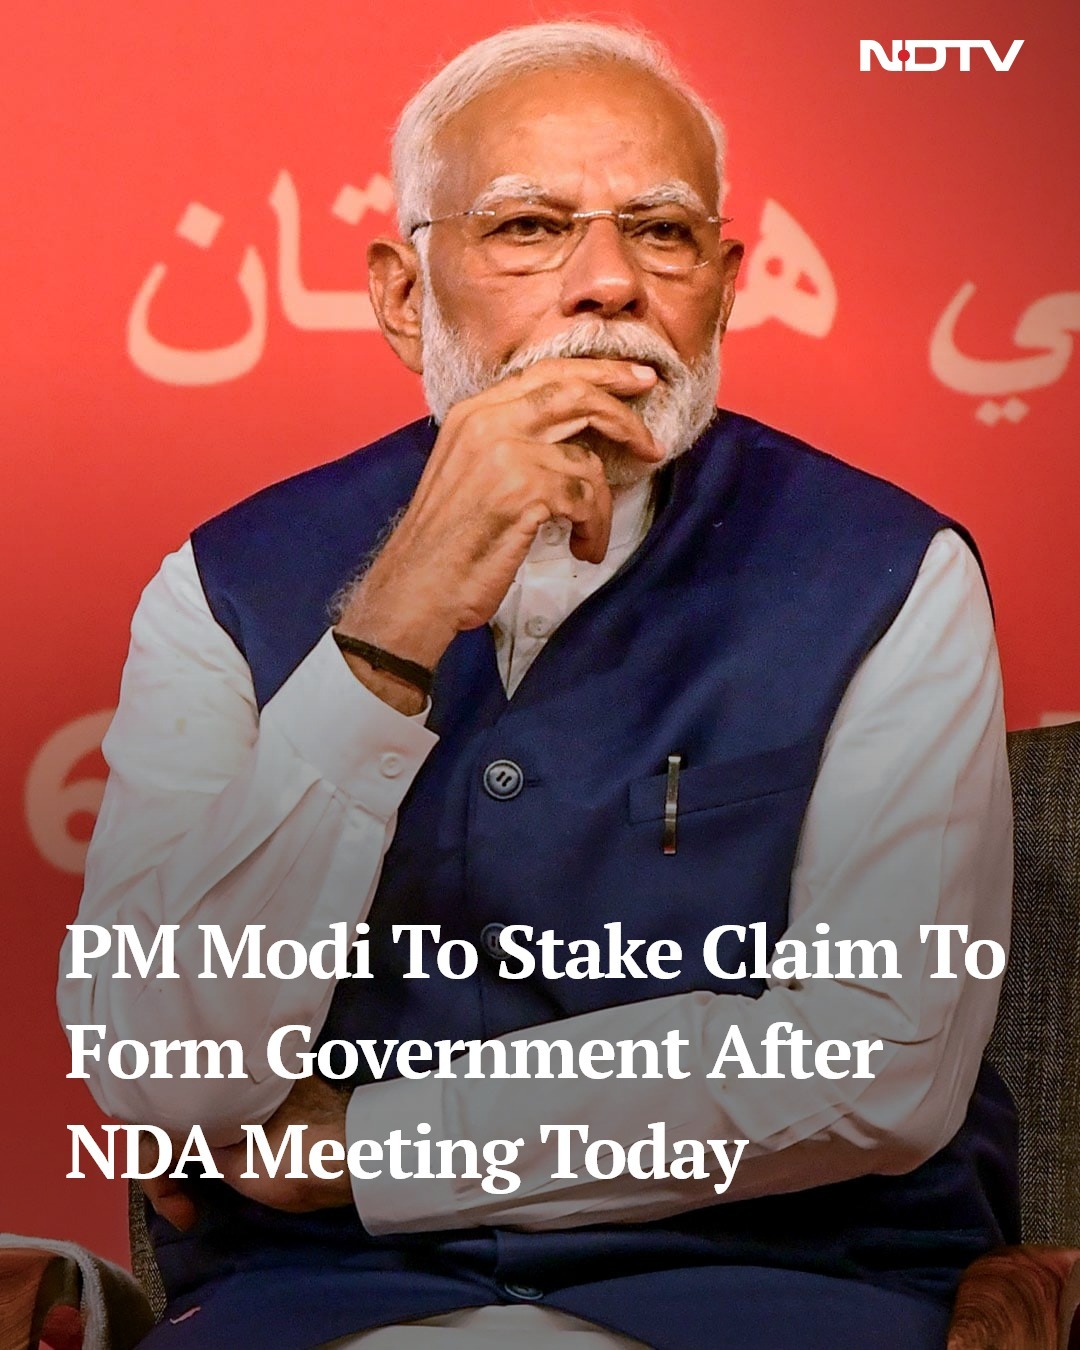 NDTV
PM Modi To Stake Claim To
Form Government After
NDA Meeting Today